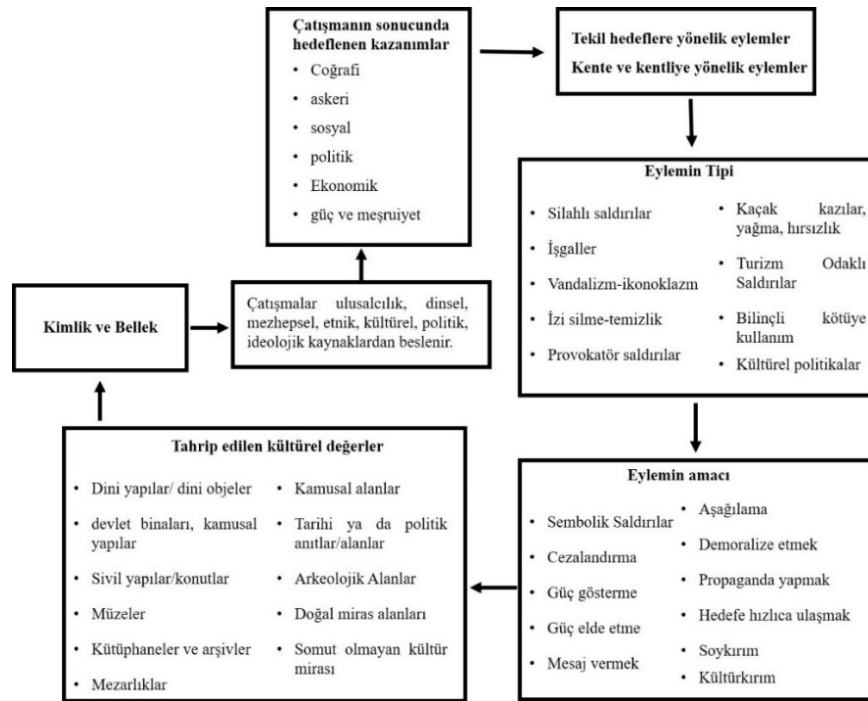 Çatışmanın sonucunda
hedeflenen kazanımlar
• Coğrafi
• askeri
• sosyal
• politik
• Ekonomik
• güç ve meşruiyet
Tekil hedeflere yönelik eylemler
Kente ve kentliye yönelik eylemler
Eylemin Tipi
• Silahlı saldırılar
• İşgaller
• Vandalizm-ikonoklazm
• İzi silme-temizlik
• Provokatör saldırılar
• Kaçak kazılar,
yağma, hırsızlık
• Turizm Odaklı
Saldırılar
• Bilinçli kötüye
kullanım
• Kültürel politikalar
Kimlik ve Bellek
Çatışmalar ulusalcılık, dinsel,
mezhepsel, etnik, kültürel, politik,
ideolojik kaynaklardan beslenir.
Tahrip edilen kültürel değerler
• Dini yapılar/ dini objeler
• devlet binaları, kamusal
yapılar
• Sivil yapılar/konutlar
• Müzeler
• Kütüphaneler ve arşivler
• Mezarlıklar
• Kamusal alanlar
• Tarihi ya da politik
anıtlar/alanlar
• Arkeolojik Alanlar
• Doğal miras alanları
• Somut olmayan kültür
mirası
Eylemin amacı
• Sembolik Saldırılar
• Cezalandırma
• Güç gösterme
• Güç elde etme
• Mesaj vermek
• Aşağılama
• Demoralize etmek
• Propaganda yapmak
• Hedefe hızlıca ulaşmak
• Soykırım
• Kültürkırım